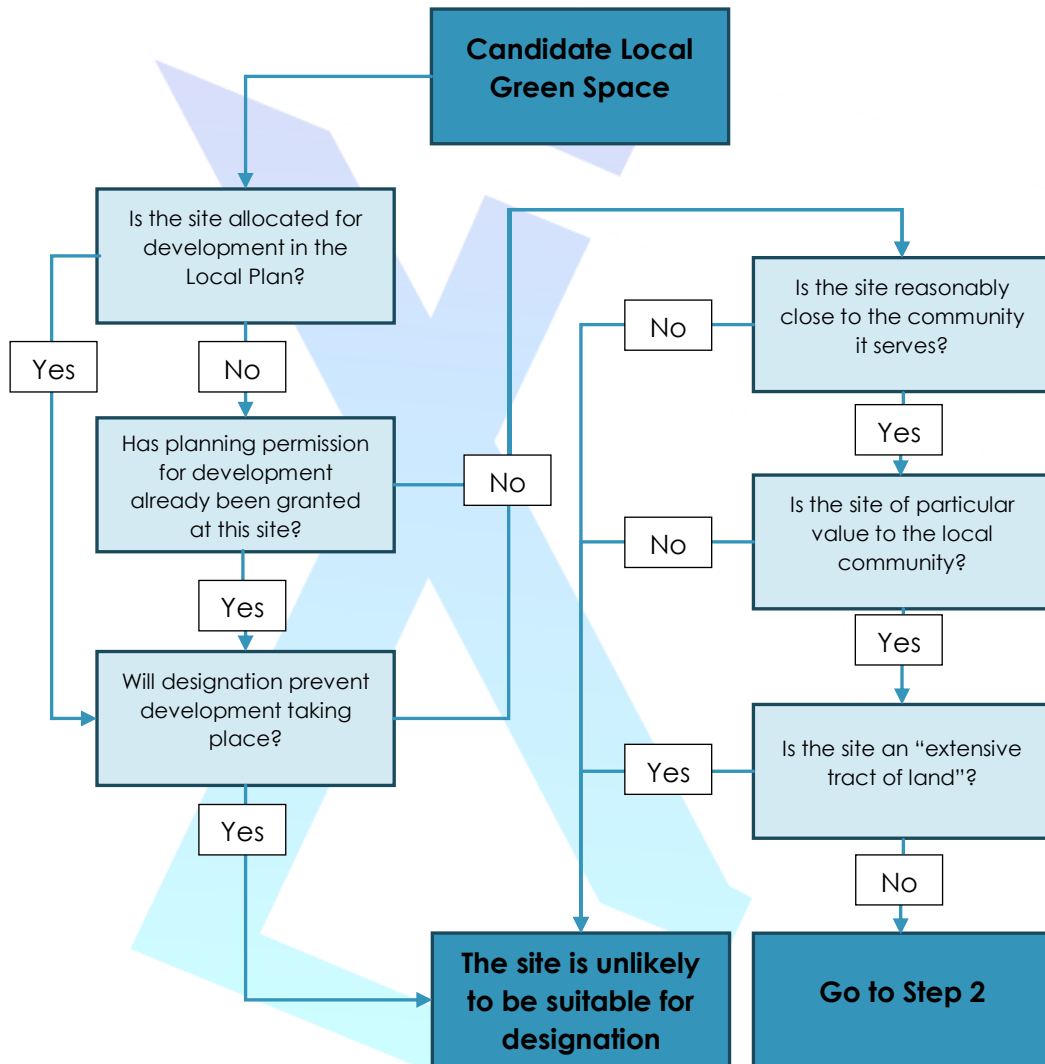 Candidate Local
Green Space
Is the site allocated for
development in the
Local Plan?
Yes
No
Has planning permission
for development
already been granted
at this site?
No
Yes
Will designation prevent
development taking
place?
Yes
Is the site reasonably
close to the community
it serves?
No
Yes
Is the site of particular
value to the local
community?
No
Yes
Is the site an “extensive
tract of land”?
Yes
No
The site is unlikely
to be suitable for
designation
Go to Step 2